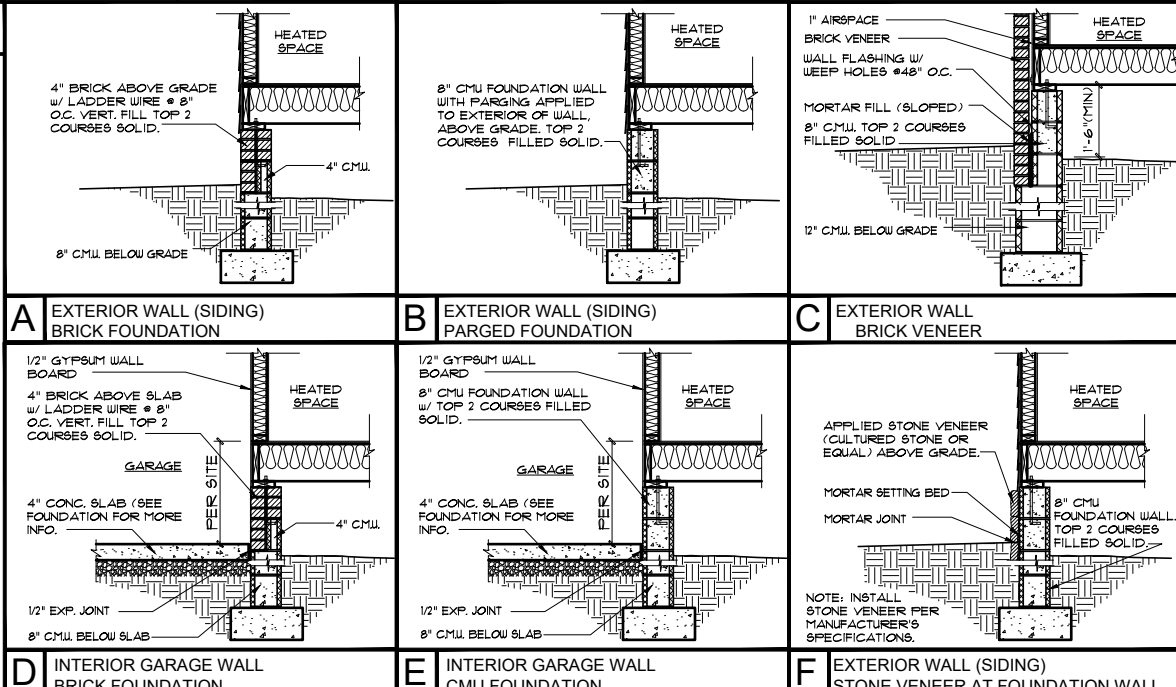 HEATED
SPACE
4" BRICK ABOVE GRADE
w/ LADDER WIRE @ 8"
O.C. VERT. FILL TOP 2
COURSES SOLID.
4" C.M.U.
8" C.M.U. BELOW GRADE
A
EXTERIOR WALL (SIDING)
BRICK FOUNDATION
HEATED
SPACE
8" CMU FOUNDATION WALL
WITH PARGING APPLIED
TO EXTERIOR OF WALL,
ABOVE GRADE. TOP 2
COURSES FILLED SOLID.
B
EXTERIOR WALL (SIDING)
PARGED FOUNDATION
1" AIRSPACE
BRICK VENEER
WALL FLASHING W/
WEEP HOLES @48" O.C.
MORTAR FILL (SLOPED)
8" C.M.U. TOP 2 COURSES
FILLED SOLID
12" C.M.U. BELOW GRADE
HEATED
SPACE
1'-6"(MIN)
C
EXTERIOR WALL
BRICK VENEER
1/2" GYPSUM WALL
BOARD
4" BRICK ABOVE SLAB
w/ LADDER WIRE @ 8"
O.C. VERT. FILL TOP 2
COURSES SOLID.
HEATED
SPACE
GARAGE
PER SITE
4" CONC. SLAB (SEE
FOUNDATION FOR MORE
INFO.
4" C.M.U.
1/2" EXP. JOINT
8" C.M.U. BELOW SLAB
D
INTERIOR GARAGE WALL
BRICK FOUNDATION
1/2" GYPSUM WALL
BOARD
8" CMU FOUNDATION WALL
w/ TOP 2 COURSES FILLED
SOLID.
HEATED
SPACE
GARAGE
PER SITE
4" CONC. SLAB (SEE
FOUNDATION FOR MORE
INFO.
1/2" EXP. JOINT
8" C.M.U. BELOW SLAB
E
INTERIOR GARAGE WALL
CMU FOUNDATION
HEATED
SPACE
APPLIED STONE VENEER
(CULTURED STONE OR
EQUAL) ABOVE GRADE.
MORTAR SETTING BED
MORTAR JOINT
8" CMU
FOUNDATION WALL.
TOP 2 COURSES
FILLED SOLID.
NOTE: INSTALL
STONE VENEER PER
MANUFACTURER'S
SPECIFICATIONS.
F
EXTERIOR WALL (SIDING)
STONE VENEER AT FOUNDATION WALL